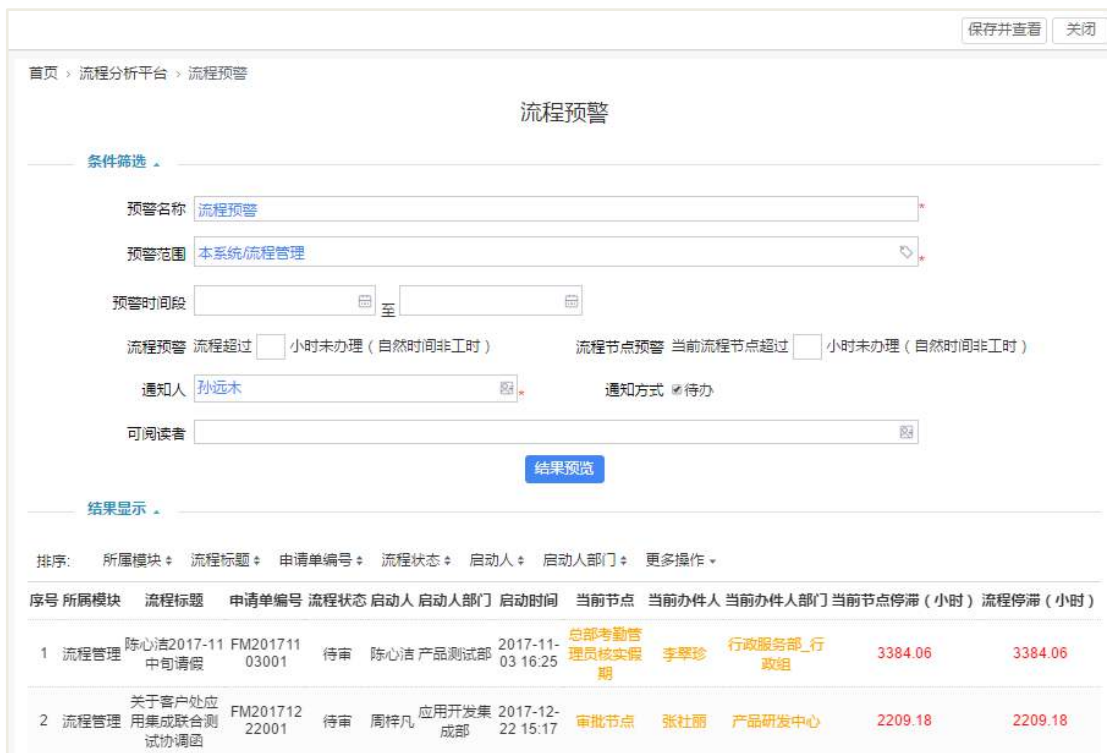 保存并查看 关闭
首页 › 流程分析平台 › 流程预警
流程预警
条件筛选
预警名称 流程预警 *
预警范围 本系统/流程管理 *
预警时间段 至
流程预警 流程超过 小时未办理（自然时间非工时） 流程节点预警 当前流程节点超过 小时未办理（自然时间非工时）
通知人 孙远木 * 通知方式 待办
可阅读者
结果预览
结果显示
排序: 所属模块 流程标题 申请单编号 流程状态 启动人 启动人部门 更多操作
序号 所属模块 流程标题 申请单编号 流程状态 启动人 启动人部门 启动时间 当前节点 当前办件人 当前办件人部门 当前节点停滞（小时） 流程停滞（小时）
1 流程管理 陈心洁2017-11中旬请假 FM20171103001 待审 陈心洁 产品测试部 2017-11-03 16:25 总部考勤管理员核实假期 李翠珍 行政服务部_行政组 3384.06 3384.06
2 流程管理 关于客户处应用集成联合测试协调函 FM20171222001 待审 周梓凡 应用开发集成部 2017-12-22 15:17 审批节点 张社丽 产品研发中心 2209.18 2209.18